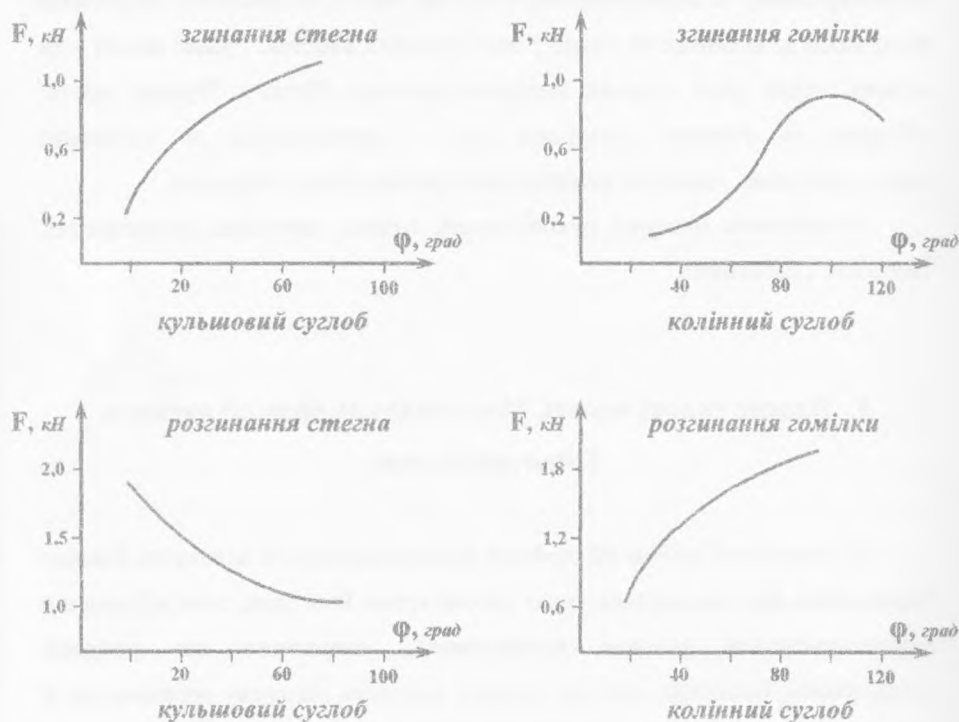 F, кН згинання стегна
1,0
0,6
0,2
φ, град
20 60 100
кульшовий суглоб
F, кН згинання гомілки
1,0
0,6
0,2
φ, град
40 80 120
колінний суглоб
F, кН розгинання стегна
2,0
1,5
1,0
φ, град
20 60 100
кульшовий суглоб
F, кН розгинання гомілки
1,8
1,2
0,6
φ, град
40 80 120
колінний суглоб